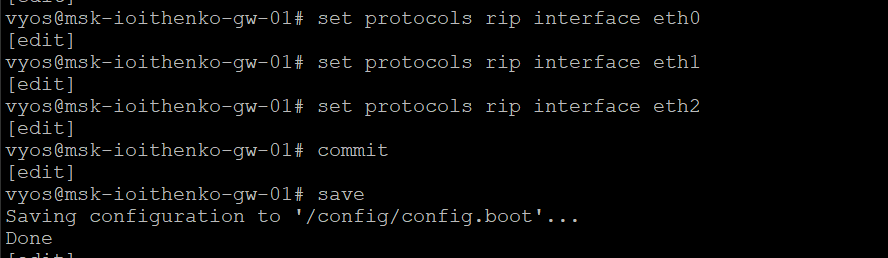 [edit]
vyos@msk-ioithenko-gw-01# set protocols rip interface eth0
[edit]
vyos@msk-ioithenko-gw-01# set protocols rip interface eth1
[edit]
vyos@msk-ioithenko-gw-01# set protocols rip interface eth2
[edit]
vyos@msk-ioithenko-gw-01# commit
[edit]
vyos@msk-ioithenko-gw-01# save
Saving configuration to '/config/config.boot'...
Done
[edit]